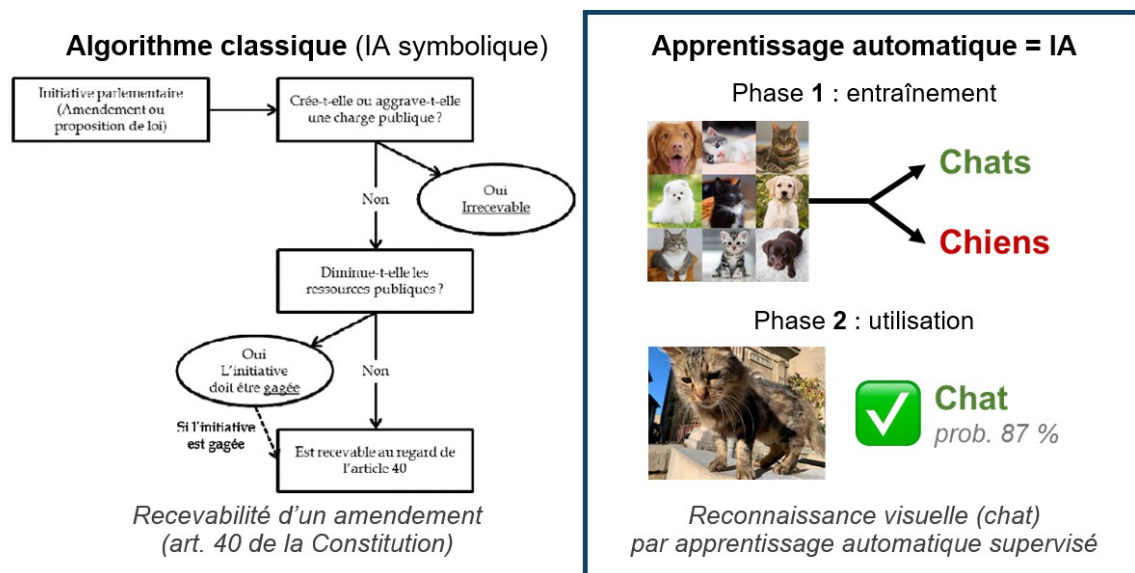 Algorithme classique (IA symbolique)
Initiative parlementaire
(Amendement ou
proposition de loi)
Crée-t-elle ou aggrave-t-elle
une charge publique ?
Oui
Irrecevable
Non
Diminue-t-elle les
ressources publiques ?
Oui
L'initiative
doit être gagée
Non
Si l'initiative
est gagée
Est recevable au regard de
l'article 40
Recevabilité d'un amendement
(art. 40 de la Constitution)
Apprentissage automatique = IA
Phase 1 : entraînement
Chats
Chiens
Phase 2 : utilisation
Chat
prob. 87 %
Reconnaissance visuelle (chat)
par apprentissage automatique supervisé